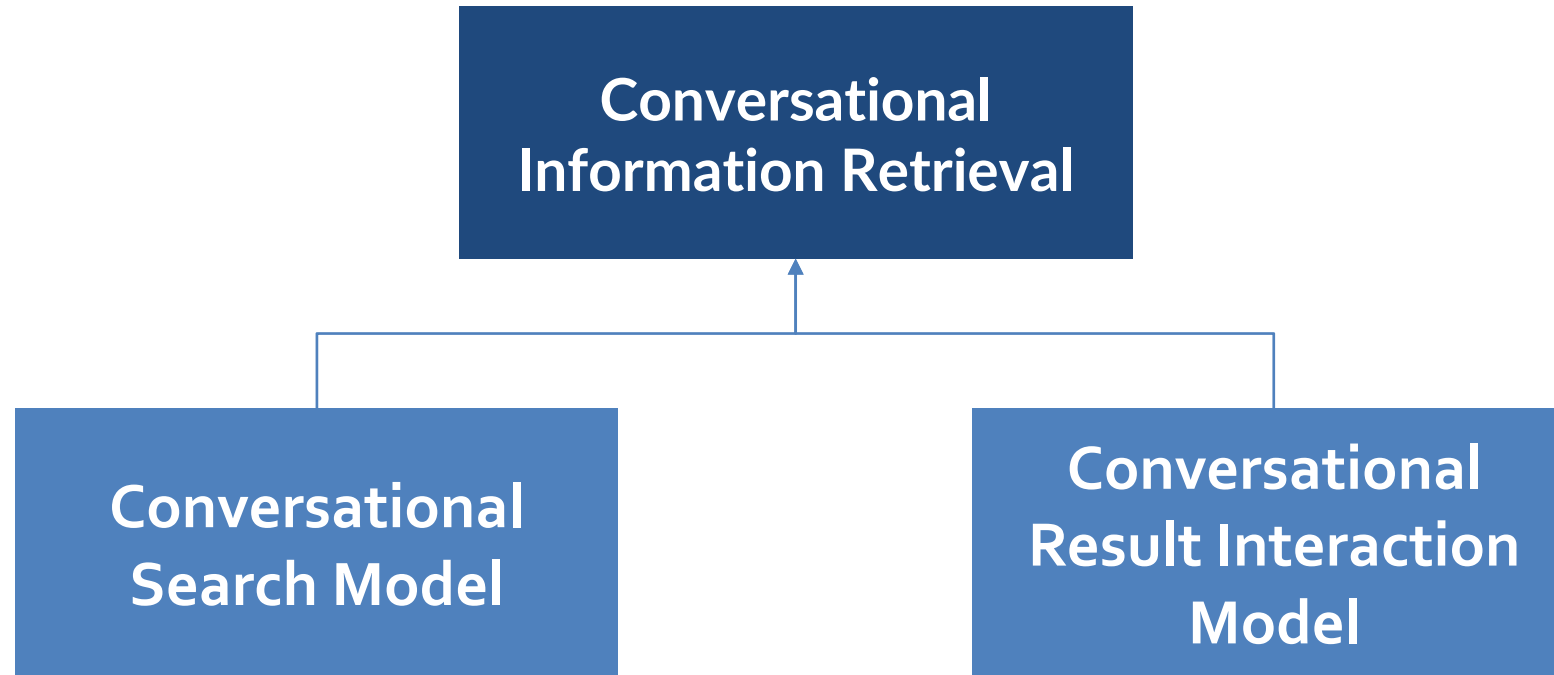 Conversational
Information Retrieval
Conversational
Search Model
Conversational
Result Interaction
Model